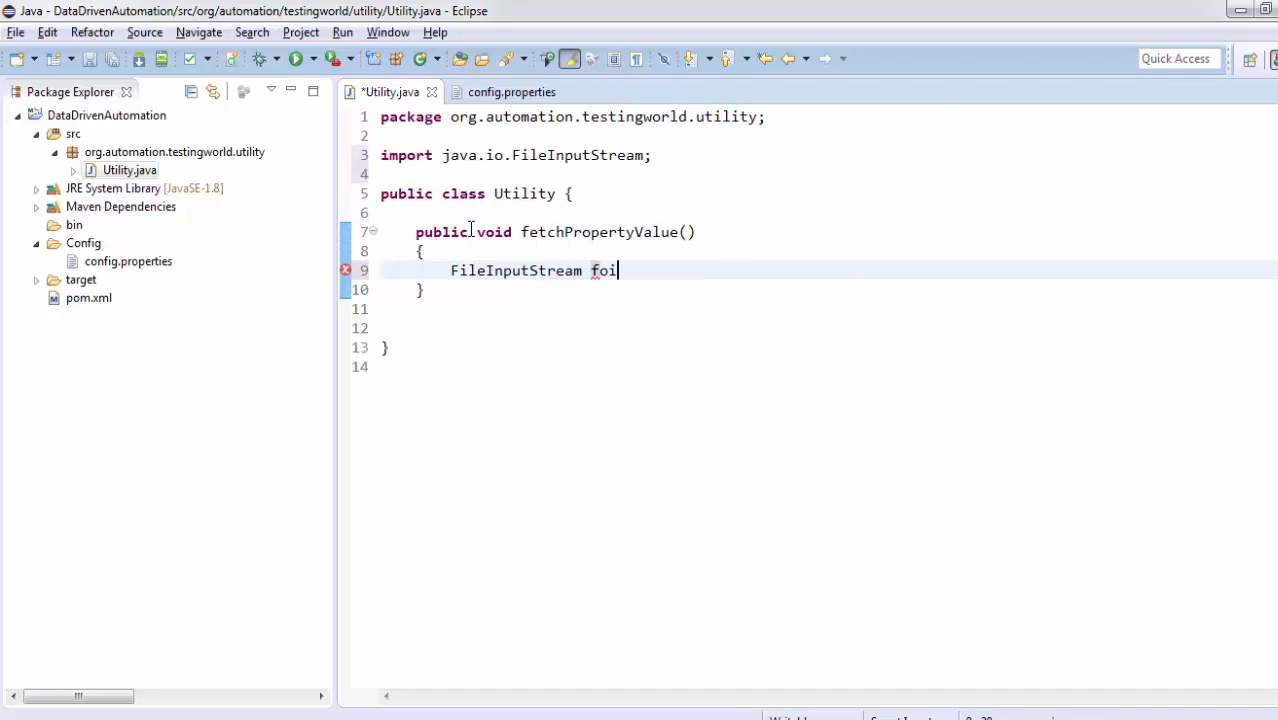 Java - DataDrivenAutomation/src/org/automation/testingworld/utility/Utility.java - Eclipse
File Edit Refactor Source Navigate Search Project Run Window Help
Quick Access
Package Explorer
*Utility.java
config.properties
DataDrivenAutomation
src
org.automation.testingworld.utility
Utility.java
JRE System Library [JavaSE-1.8]
Maven Dependencies
bin
Config
config.properties
target
pom.xml
1 package org.automation.testingworld.utility;
2
3 import java.io.FileInputStream;
4
5 public class Utility {
6
7 public void fetchPropertyValue()
8 {
9 FileInputStream foi
10 }
11
12
13 }
14